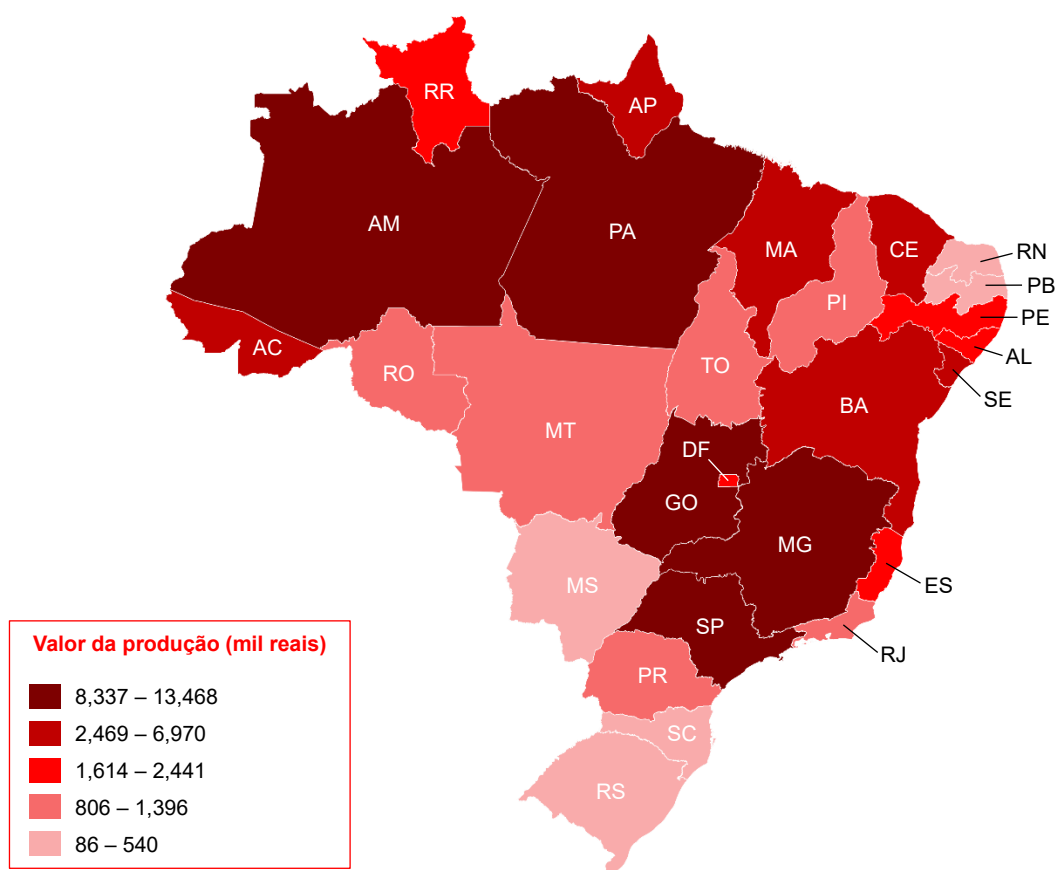 RR
AP
AM
PA
MA
CE
RN
PB
PI
PE
AC
AL
RO
TO
SE
BA
MT
DF
GO
MG
MS
ES
SP
RJ
PR
SC
RS
Valor da produção (mil reais)
8,337 – 13,468
2,469 – 6,970
1,614 – 2,441
806 – 1,396
86 – 540